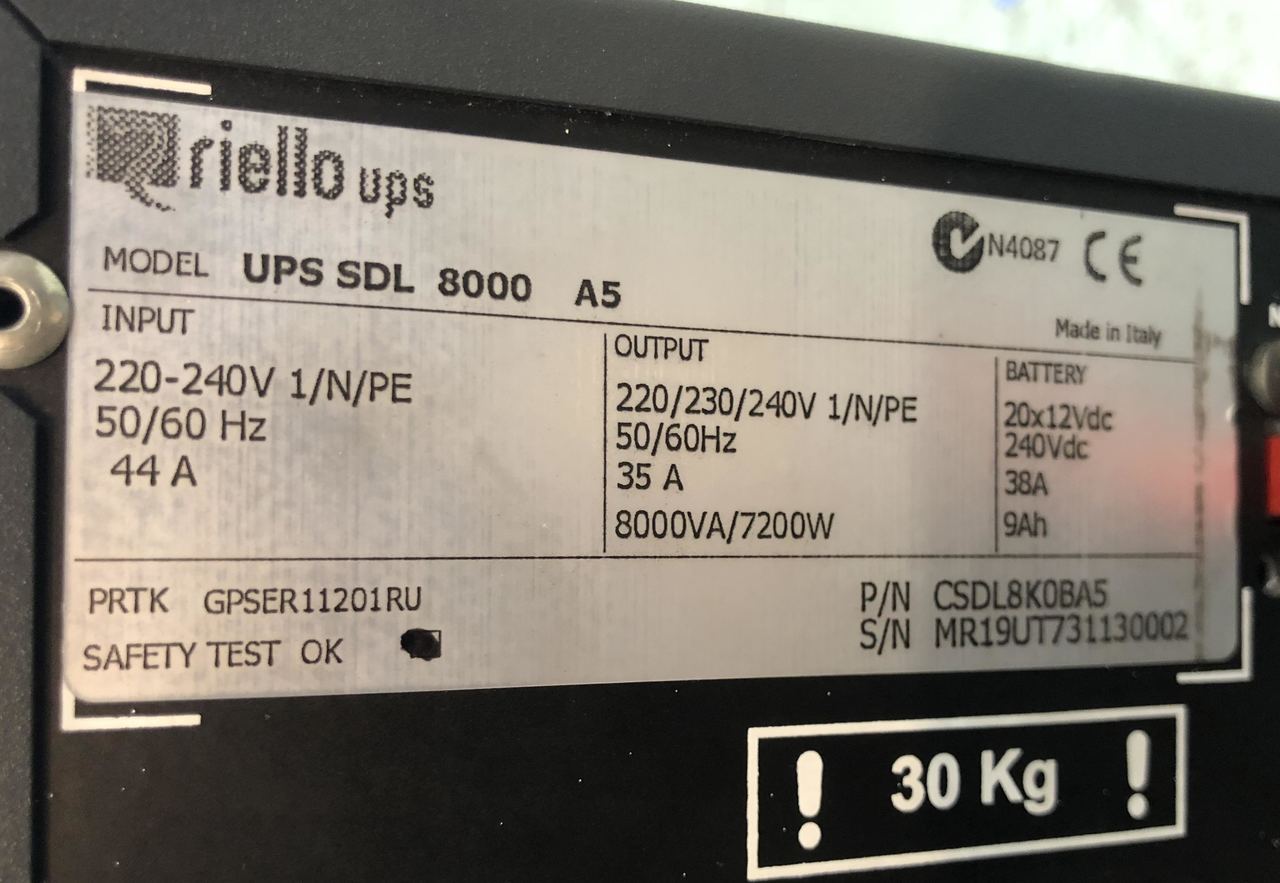 riello ups
MODEL UPS SDL 8000 A5
N4087 CE
Made in Italy
INPUT
220-240V 1/N/PE
50/60 Hz
44 A
OUTPUT
220/230/240V 1/N/PE
50/60Hz
35 A
8000VA/7200W
BATTERY
20x12Vdc
240Vdc
38A
9Ah
PRTK GPSER11201RU
SAFETY TEST OK
P/N CSDL8K0BA5
S/N MR19UT731130002
! 30 Kg !